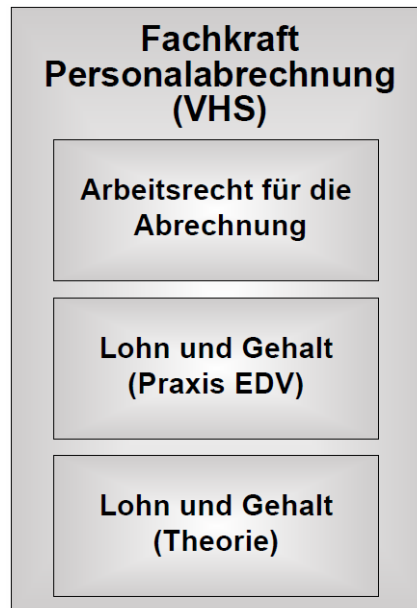 Fachkraft
Personalabrechnung
(VHS)
Arbeitsrecht für die
Abrechnung
Lohn und Gehalt
(Praxis EDV)
Lohn und Gehalt
(Theorie)